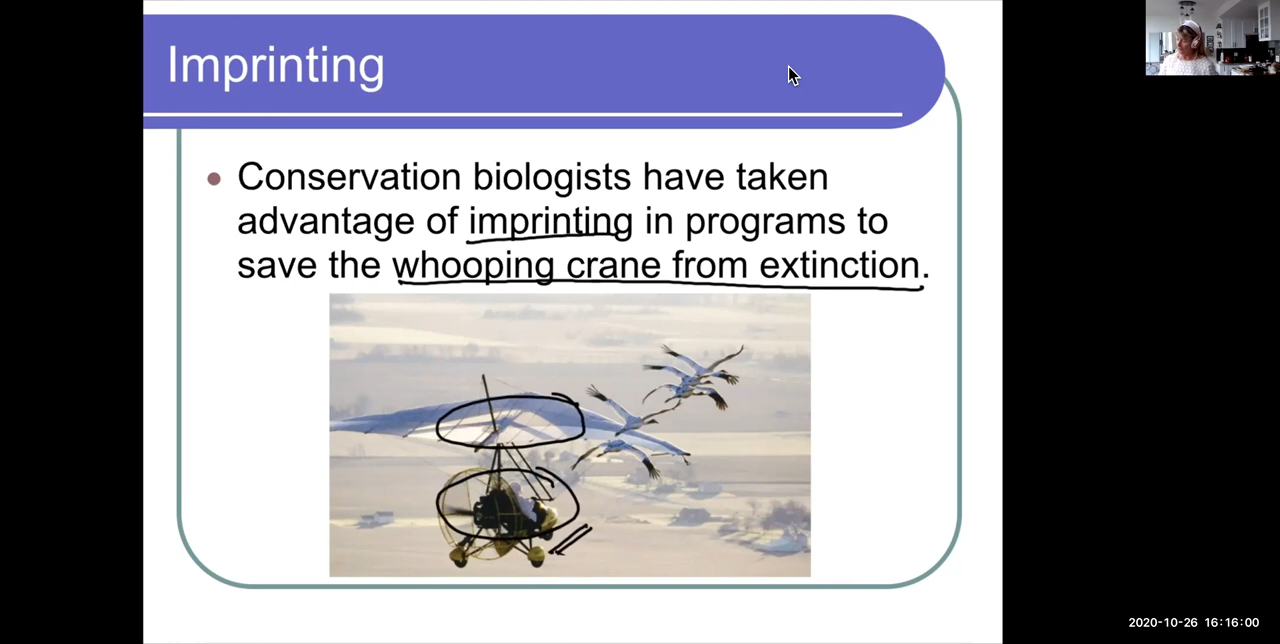 Imprinting
Conservation biologists have taken
advantage of imprinting in programs to
save the whooping crane from extinction.
2020-10-26 16:16:00